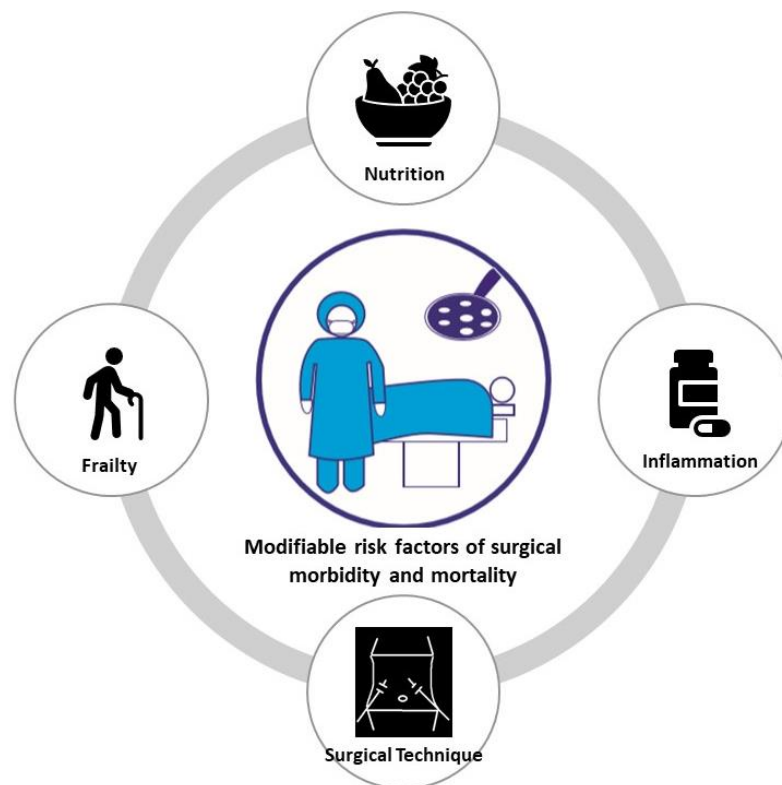 Nutrition
Frailty
Inflammation
Modifiable risk factors of surgical
morbidity and mortality
Surgical Technique